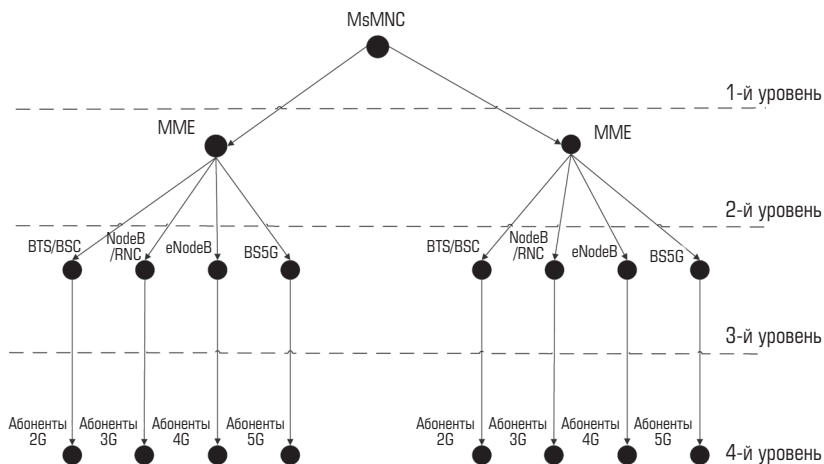 MsMNC
1-й уровень
MME
MME
2-й уровень
BTS/BSC
NodeB
/RNC
eNodeB
BS5G
BTS/BSC
NodeB
/RNC
eNodeB
BS5G
3-й уровень
Абоненты
2G
Абоненты
3G
Абоненты
4G
Абоненты
5G
Абоненты
2G
Абоненты
3G
Абоненты
4G
Абоненты
5G
4-й уровень